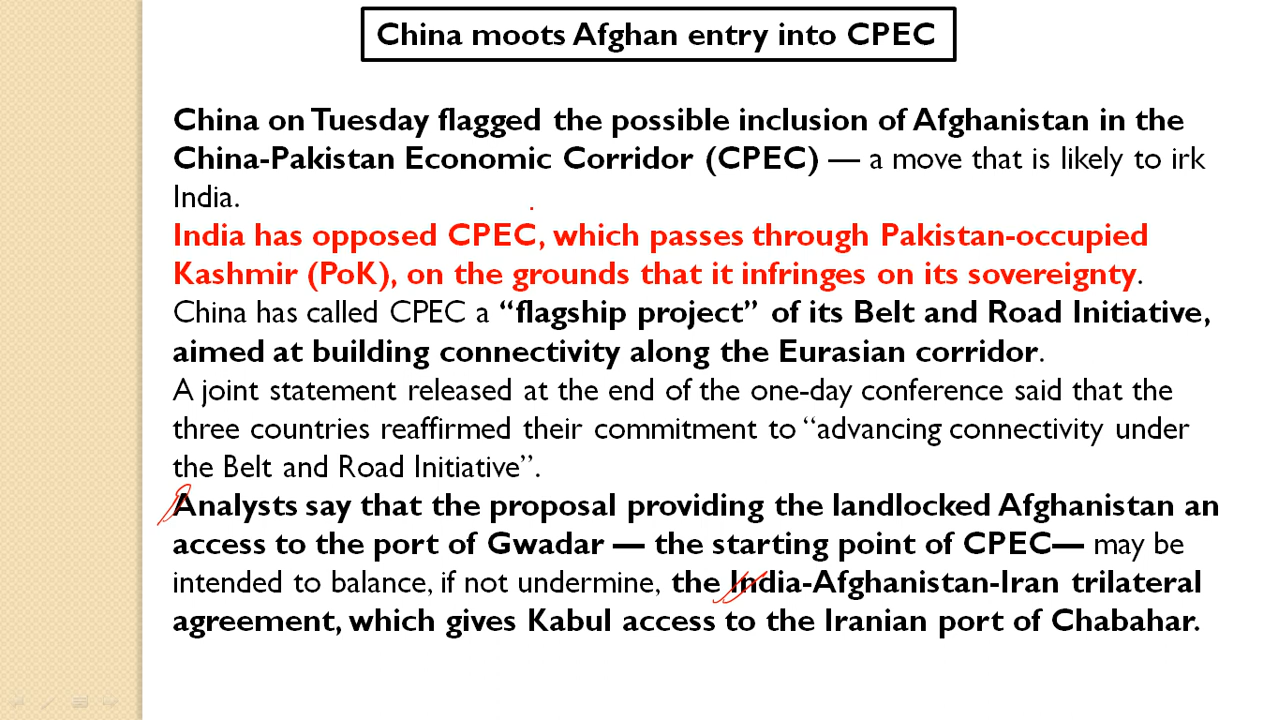 China moots Afghan entry into CPEC
China on Tuesday flagged the possible inclusion of Afghanistan in the
China-Pakistan Economic Corridor (CPEC) — a move that is likely to irk
India.
India has opposed CPEC, which passes through Pakistan-occupied
Kashmir (PoK), on the grounds that it infringes on its sovereignty.
China has called CPEC a “flagship project” of its Belt and Road Initiative,
aimed at building connectivity along the Eurasian corridor.
A joint statement released at the end of the one-day conference said that the
three countries reaffirmed their commitment to “advancing connectivity under
the Belt and Road Initiative”.
Analysts say that the proposal providing the landlocked Afghanistan an
access to the port of Gwadar — the starting point of CPEC— may be
intended to balance, if not undermine, the India-Afghanistan-Iran trilateral
agreement, which gives Kabul access to the Iranian port of Chabahar.